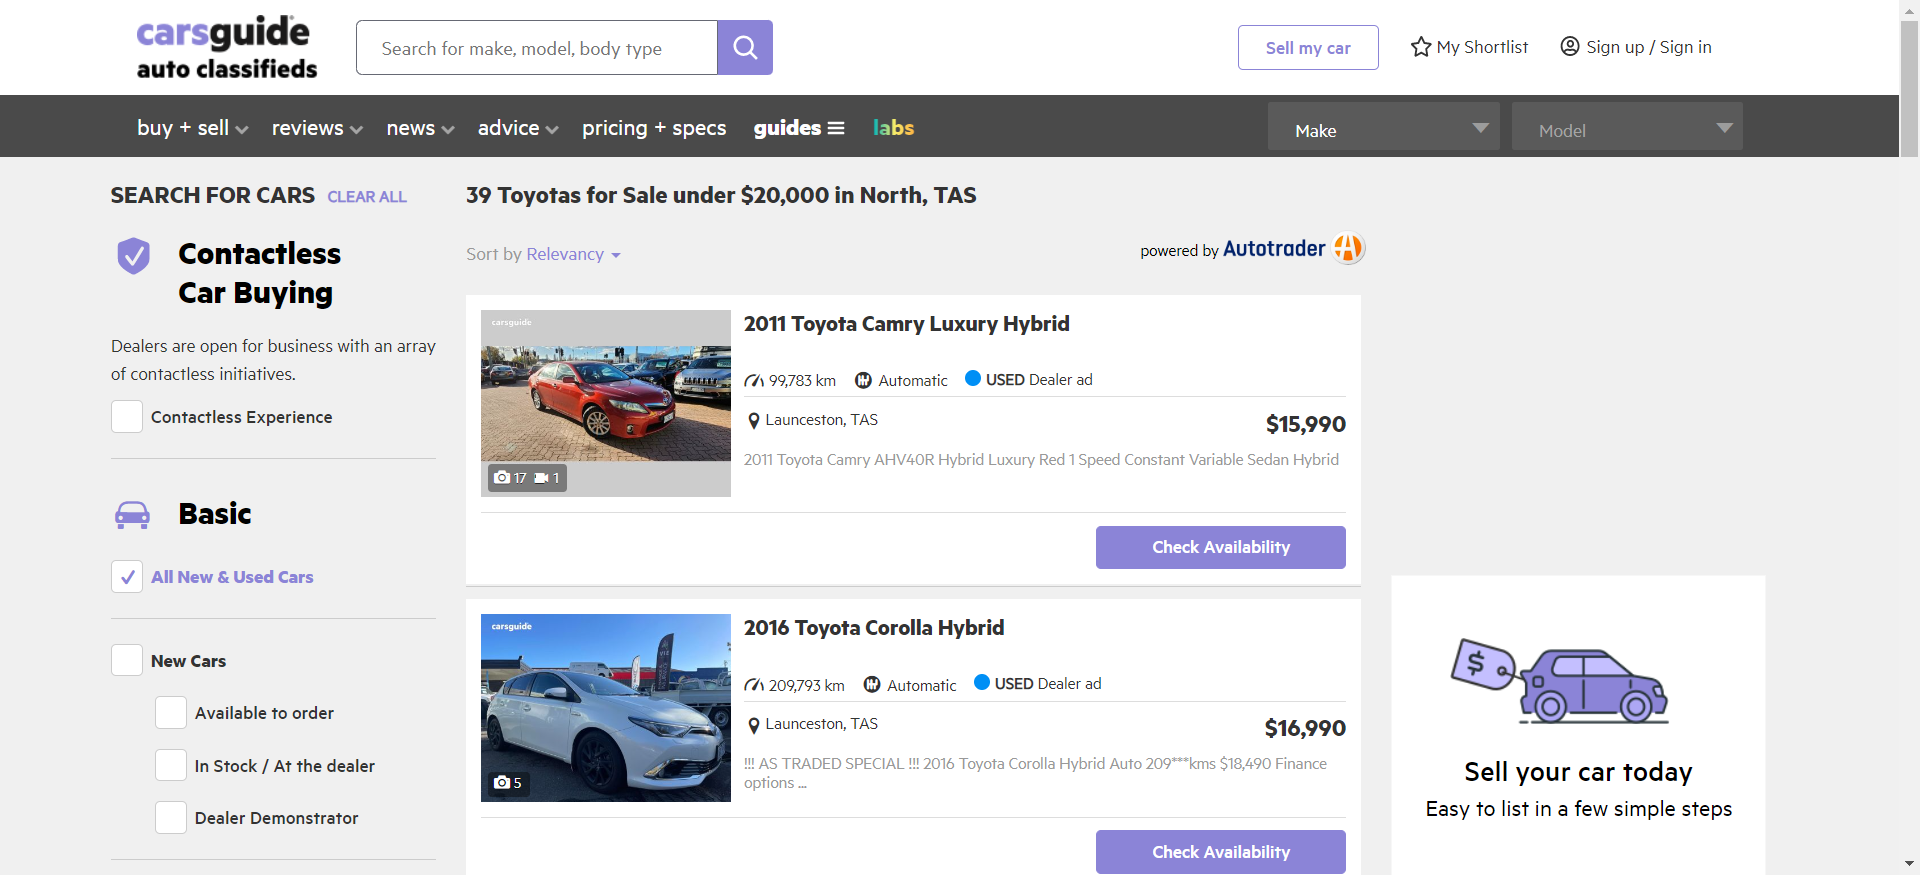 carsguide
auto classifieds
Search for make, model, body type
Sell my car
My Shortlist
Sign up / Sign in
buy + sell
reviews
news
advice
pricing + specs
guides
labs
Make
Model
SEARCH FOR CARS CLEAR ALL
Contactless
Car Buying
Dealers are open for business with an array
of contactless initiatives.
Contactless Experience
Basic
All New & Used Cars
New Cars
Available to order
In Stock / At the dealer
Dealer Demonstrator
39 Toyotas for Sale under $20,000 in North, TAS
Sort by Relevancy
powered by Autotrader
carsguide
17 1
2011 Toyota Camry Luxury Hybrid
99,783 km Automatic USED Dealer ad
Launceston, TAS
$15,990
2011 Toyota Camry AHV40R Hybrid Luxury Red 1 Speed Constant Variable Sedan Hybrid
Check Availability
carsguide
5
2016 Toyota Corolla Hybrid
209,793 km Automatic USED Dealer ad
Launceston, TAS
$16,990
!!! AS TRADED SPECIAL !!! 2016 Toyota Corolla Hybrid Auto 209***kms $18,490 Finance
options ...
Check Availability
$
Sell your car today
Easy to list in a few simple steps